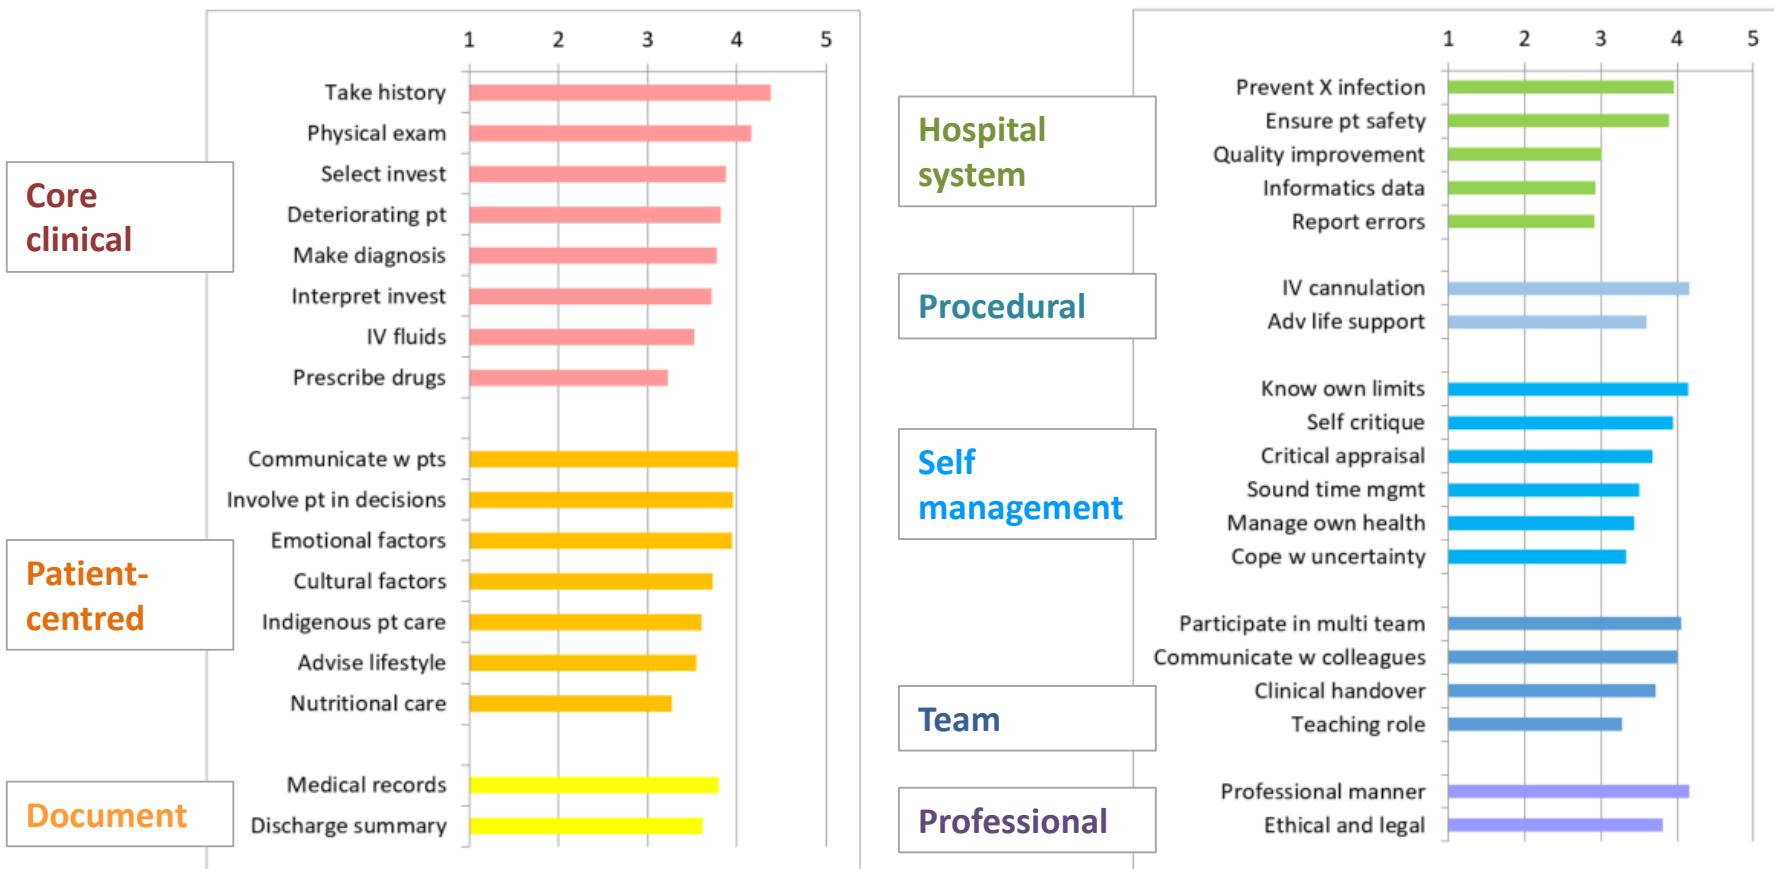 1 2 3 4 5
Core
clinical
Take history
Physical exam
Select invest
Deteriorating pt
Make diagnosis
Interpret invest
IV fluids
Prescribe drugs
Patient-
centred
Communicate w pts
Involve pt in decisions
Emotional factors
Cultural factors
Indigenous pt care
Advise lifestyle
Nutritional care
Document
Medical records
Discharge summary
1 2 3 4 5
Hospital
system
Prevent X infection
Ensure pt safety
Quality improvement
Informatics data
Report errors
Procedural
IV cannulation
Adv life support
Self
management
Know own limits
Self critique
Critical appraisal
Sound time mgmt
Manage own health
Cope w uncertainty
Team
Participate in multi team
Communicate w colleagues
Clinical handover
Teaching role
Professional
Professional manner
Ethical and legal